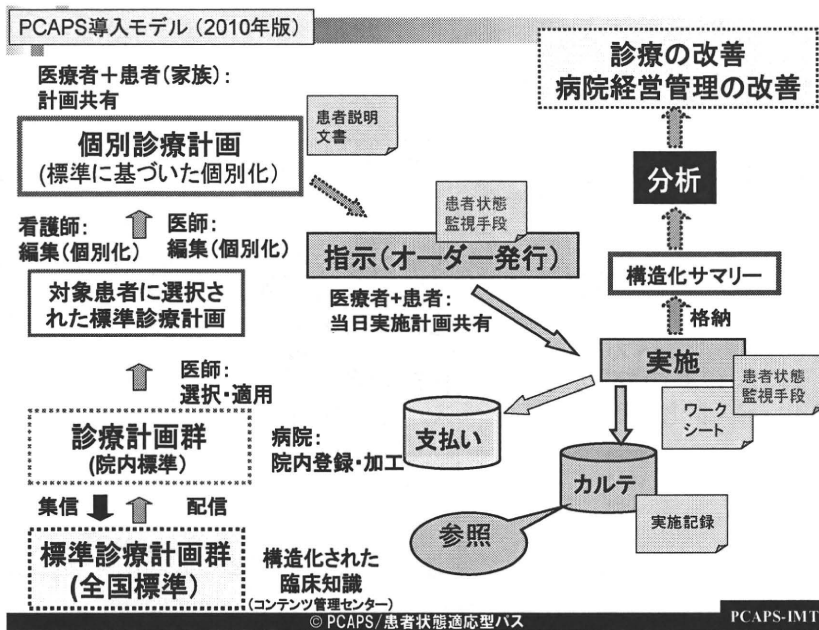 PCAPS導入モデル（2010年版）
医療者＋患者（家族）：
計画共有
患者説明
文書
個別診療計画
（標準に基づいた個別化）
看護師：
編集（個別化）
医師：
編集（個別化）
対象患者に選択さ
れた標準診療計画
医師：
選択・適用
診療計画群
（院内標準）
病院：
院内登録・加工
集信
配信
標準診療計画群
（全国標準）
構造化された
臨床知識
（コンテンツ管理センター）
患者状態
監視手段
指示（オーダー発行）
医療者+患者：
当日実施計画共有
診療の改善
病院経営管理の改善
分析
構造化サマリー
格納
実施
患者状態
監視手段
ワーク
シート
支払い
カルテ
参照
実施記録
© PCAPS/患者状態適応型パス
PCAPS-IMT